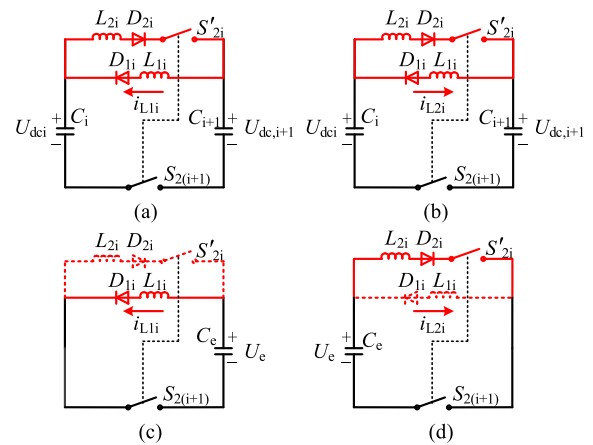 L2i D2i S'2i
D1i L1i
iL1i
+ Ci Ci+1 +
Udci Udc,i+1
− −
S2(i+1)
(a)
L2i D2i S'2i
D1i L1i
iL2i
+ Ci Ci+1 +
Udci Udc,i+1
− −
S2(i+1)
(b)
L2i D2i S'2i
D1i L1i
iL1i
Ce +
Ue
−
S2(i+1)
(c)
L2i D2i S'2i
D1i L1i
iL2i
+ Ce
Ue
−
S2(i+1)
(d)